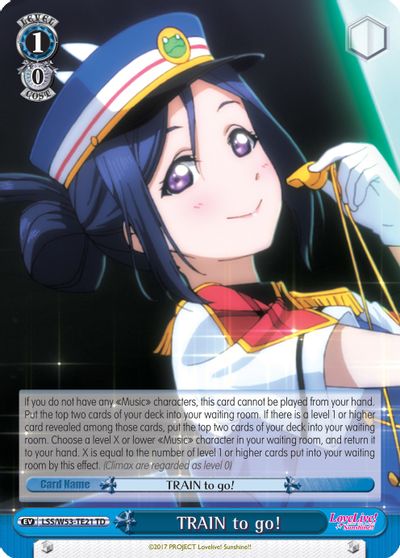 LEVEL
1
0
COST
If you do not have any «Music» characters, this card cannot be played from your hand.
Put the top two cards of your deck into your waiting room. If there is a level 1 or higher
card revealed among those cards, put the top two cards of your deck into your waiting
room. Choose a level X or lower «Music» character in your waiting room, and return it
to your hand. X is equal to the number of level 1 or higher cards put into your waiting
room by this effect. (Climax are regarded as level 0)
Card Name TRAIN to go!
EV LSS/W53-TE21 TD TRAIN to go! LoveLive!
Sunshine!!
©2017 PROJECT Lovelive! Sunshine!!